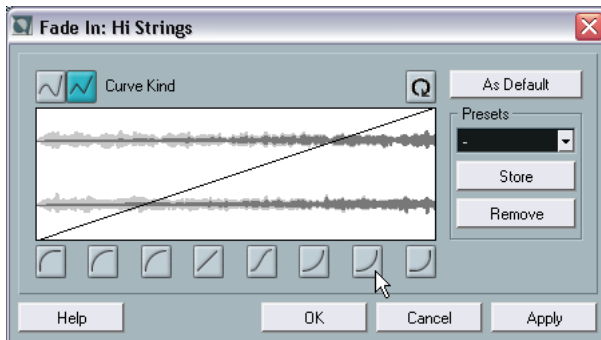 Fade In: Hi Strings
Curve Kind
As Default
Presets
-
Store
Remove
Help
OK
Cancel
Apply